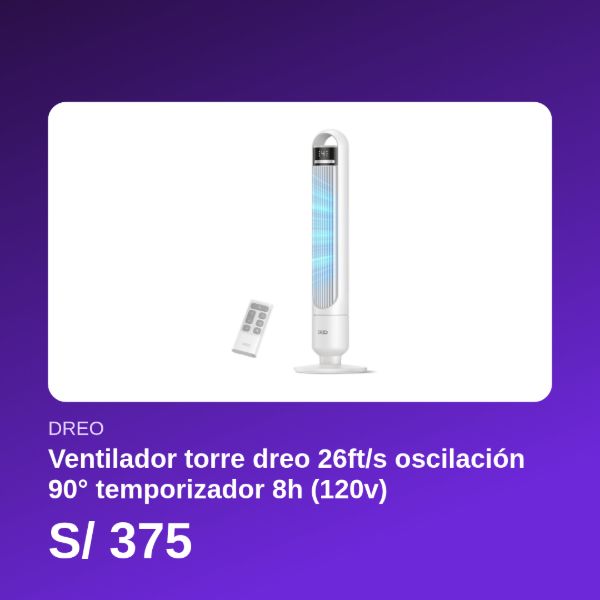 DREO
Ventilador torre dreo 26ft/s oscilación
90° temporizador 8h (120v)
S/ 375